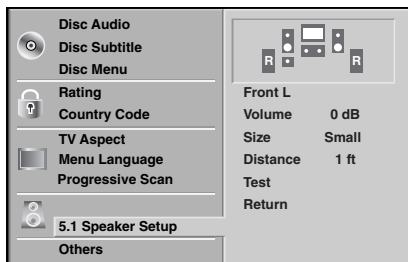 Disc Audio
Disc Subtitle
Disc Menu
Rating
Country Code
TV Aspect
Menu Language
Progressive Scan
5.1 Speaker Setup
Others
R R
Front L
Volume 0 dB
Size Small
Distance 1 ft
Test
Return